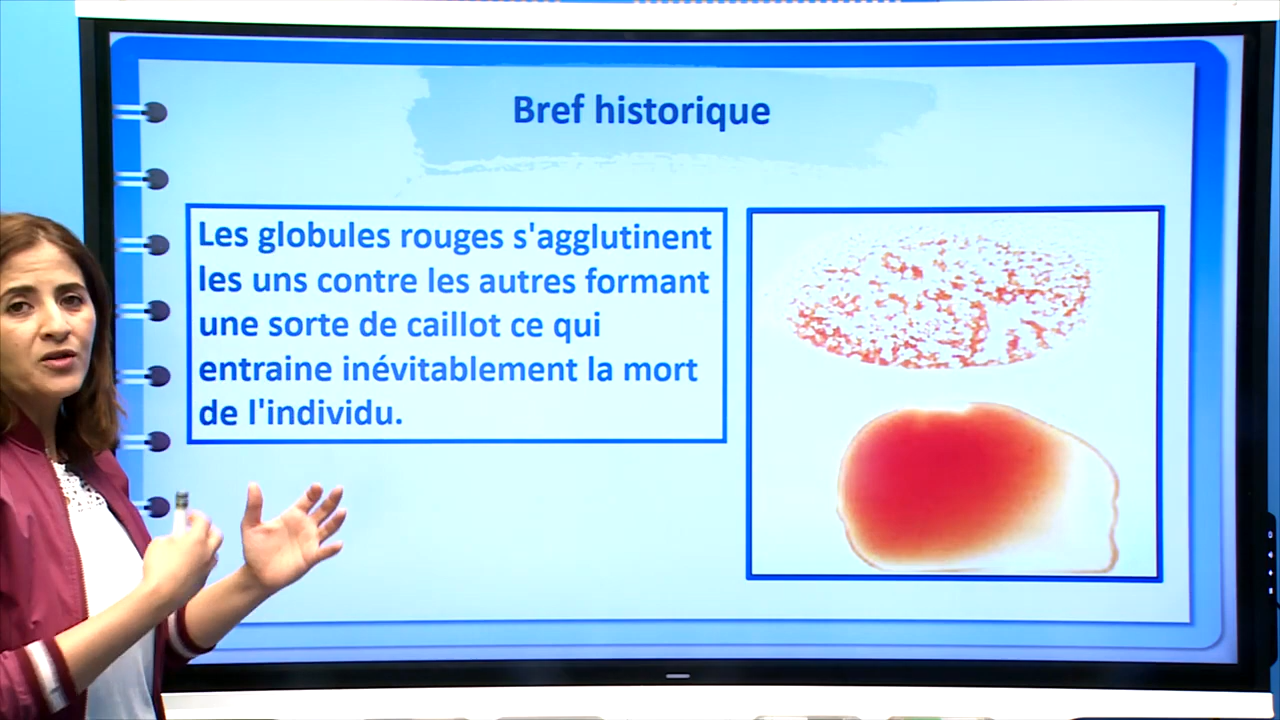 Bref historique
Les globules rouges s'agglutinent
les uns contre les autres formant
une sorte de caillot ce qui
entraine inévitablement la mort
de l'individu.